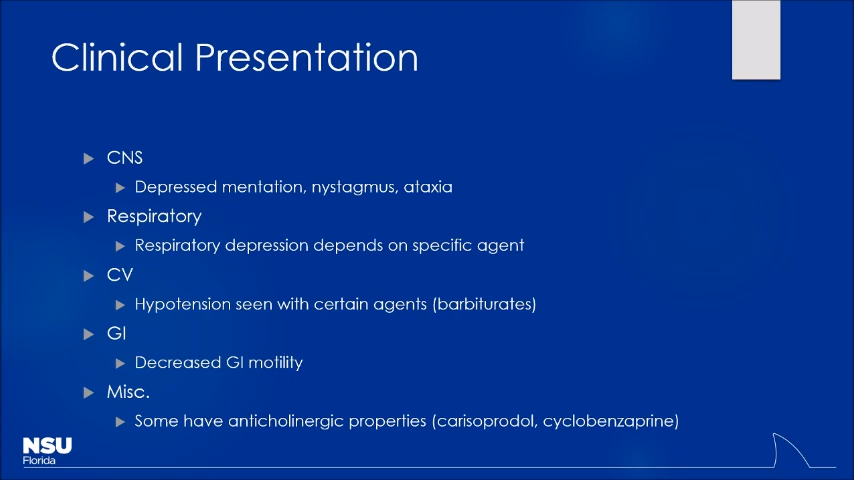 Clinical Presentation
CNS
Depressed mentation, nystagmus, ataxia
Respiratory
Respiratory depression depends on specific agent
CV
Hypotension seen with certain agents (barbiturates)
GI
Decreased GI motility
Misc.
Some have anticholinergic properties (carisoprodol, cyclobenzaprine)
NSU
Florida